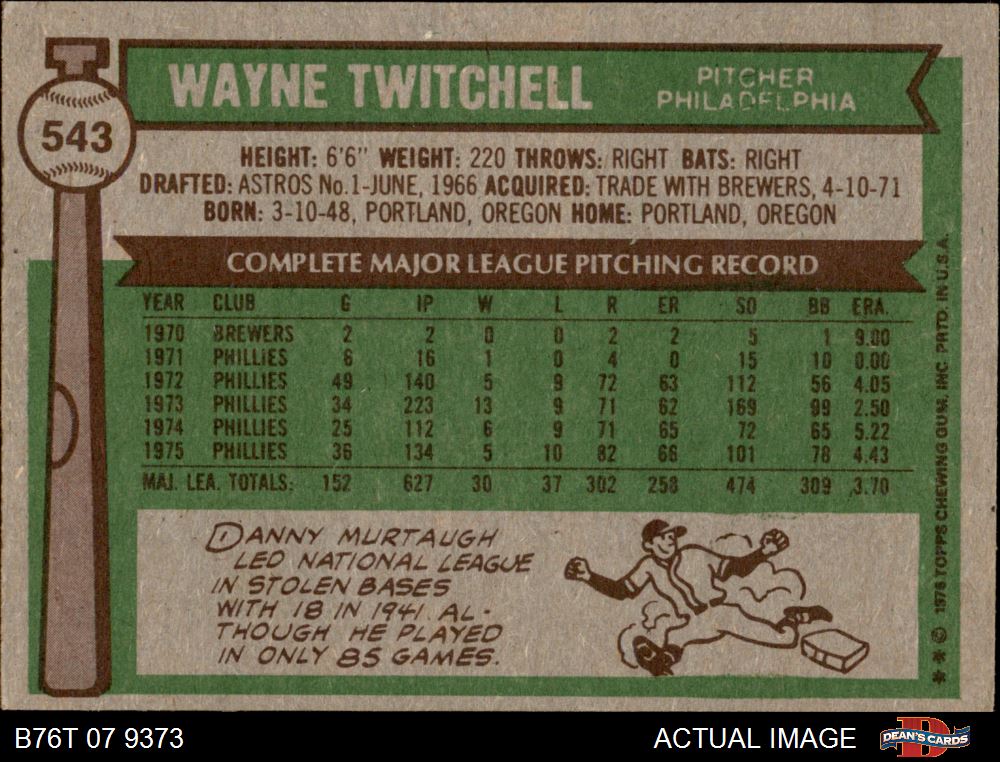 543
WAYNE TWITCHELL
PITCHER
PHILADELPHIA
HEIGHT: 6'6" WEIGHT: 220 THROWS: RIGHT BATS: RIGHT
DRAFTED: ASTROS No.1-JUNE, 1966 ACQUIRED: TRADE WITH BREWERS, 4-10-71
BORN: 3-10-48, PORTLAND, OREGON HOME: PORTLAND, OREGON
COMPLETE MAJOR LEAGUE PITCHING RECORD
YEAR CLUB G IP W L R ER SO BB ERA.
1970 BREWERS 2 2 0 0 2 2 5 1 9.00
1971 PHILLIES 6 16 1 0 4 0 15 10 0.00
1972 PHILLIES 49 140 5 9 72 63 112 56 4.05
1973 PHILLIES 34 223 13 9 71 62 169 99 2.50
1974 PHILLIES 25 112 6 9 71 65 72 65 5.22
1975 PHILLIES 36 134 5 10 82 66 101 78 4.43
MAJ. LEA. TOTALS: 152 627 30 37 302 258 474 309 3.70
DANNY MURTAUGH
LED NATIONAL LEAGUE
IN STOLEN BASES
WITH 18 IN 1941. AL-
THOUGH HE PLAYED
IN ONLY 85 GAMES.
* * © 1976 TOPPS CHEWING GUM, INC. PRTD. IN U.S.A.
B76T 07 9373
ACTUAL IMAGE
D
DEAN'S CARDS